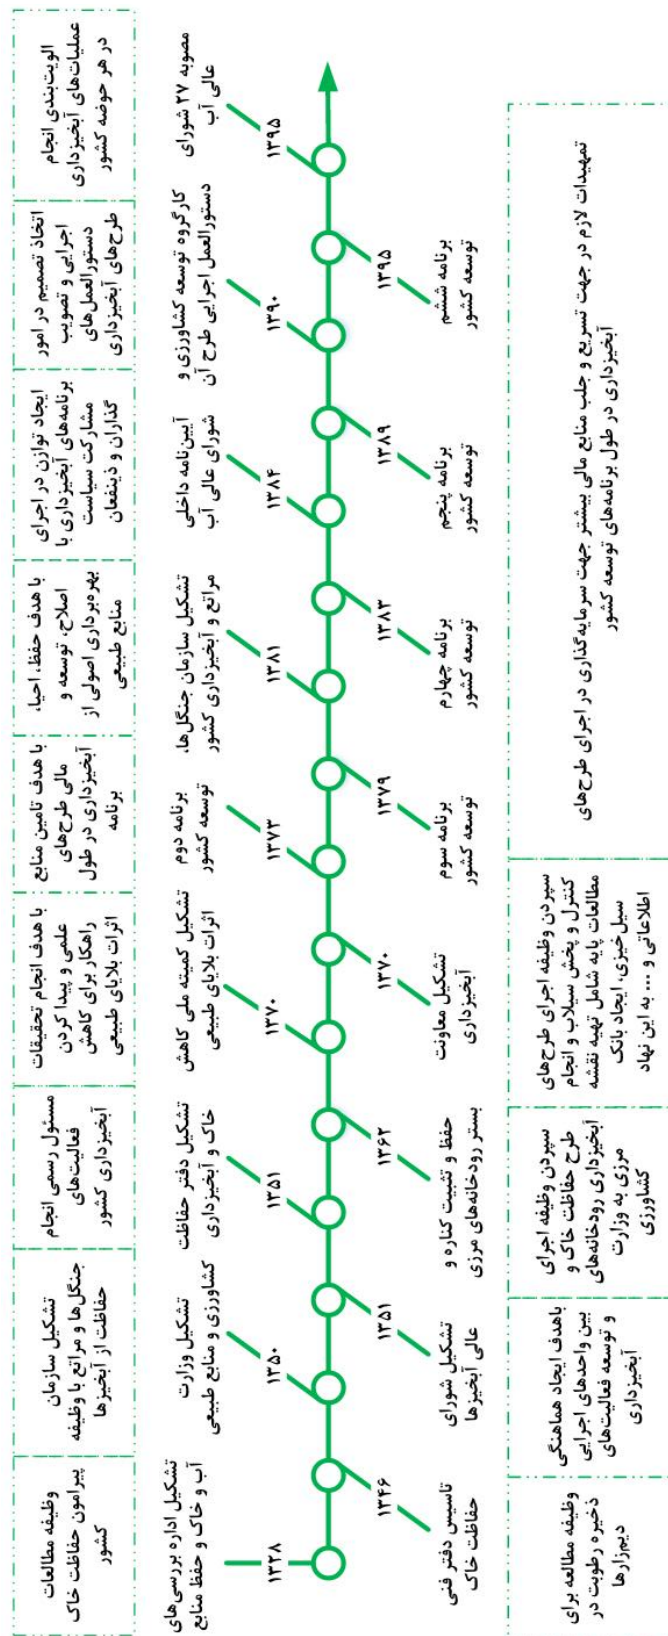 وظیفه مطالعات
پیرامون حفاظت خاک
کشور
تشکیل سازمان
جنگل‌ها و مراتع با وظیفه
حفاظت از آبخیزها
مسئول رسمی انجام
فعالیت‌های
آبخیزداری کشور
با هدف انجام تحقیقات
علمی و پیدا کردن
راهکار برای کاهش
اثرات بلایای طبیعی
با هدف تامین منابع
مالی طرح‌های
آبخیزداری در طول
برنامه
با هدف حفظ، احیا،
اصلاح، توسعه و
بهره‌برداری اصولی از
منابع طبیعی
ایجاد توازن در اجرای
برنامه‌های آبخیزداری با
مشارکت سیاست
گذاران و ذینفعان
اتخاذ تصمیم در امور
اجرایی و تصویب
دستورالعمل‌های
طرح‌های آبخیزداری
الویت‌بندی انجام
عملیات‌های آبخیزداری
در هر حوضه کشور
تشکیل اداره بررسی‌های
آب و خاک و حفظ منابع
۱۳۲۸
تشکیل وزارت
کشاورزی و منابع طبیعی
۱۳۵۰
تشکیل دفتر حفاظت
خاک و آبخیزداری
۱۳۵۱
تشکیل کمیته ملی کاهش
اثرات بلایای طبیعی
۱۳۷۰
برنامه دوم
توسعه کشور
۱۳۷۳
تشکیل سازمان جنگل‌ها،
مراتع و آبخیزداری کشور
۱۳۸۱
آیین‌نامه داخلی
شورای عالی آب
۱۳۸۴
کارگروه توسعه کشاورزی و
دستورالعمل اجرایی طرح آن
۱۳۹۰
مصوبه ۲۷ شورای
عالی آب
۱۳۹۵
۱۳۴۶
تاسیس دفتر فنی
حفاظت خاک
۱۳۵۱
تشکیل شورای
عالی آبخیزها
۱۳۶۲
حفظ و تثبیت کناره و
بستر رودخانه‌های مرزی
۱۳۷۰
تشکیل معاونت
آبخیزداری
۱۳۷۹
برنامه سوم
توسعه کشور
۱۳۸۳
برنامه چهارم
توسعه کشور
۱۳۸۹
برنامه پنجم
توسعه کشور
۱۳۹۵
برنامه ششم
توسعه کشور
وظیفه مطالعه برای
ذخیره رطوبت در
دیم‌زارها
باهدف ایجاد هماهنگی
بین واحدهای اجرایی
و توسعه فعالیت‌های
آبخیزداری
سپردن وظیفه اجرای
طرح حفاظت خاک و
آبخیزداری رودخانه‌های
مرزی به وزارت
کشاورزی
سپردن وظیفه اجرای طرح‌های
کنترل و پخش سیلاب و انجام
مطالعات پایه شامل تهیه نقشه
سیل‌خیزی، ایجاد بانک
اطلاعاتی و ... به این نهاد
تمهیدات لازم در جهت تسریع و جلب منابع مالی بیشتر جهت سرمایه‌گذاری در اجرای طرح‌های
آبخیزداری در طول برنامه‌های توسعه کشور